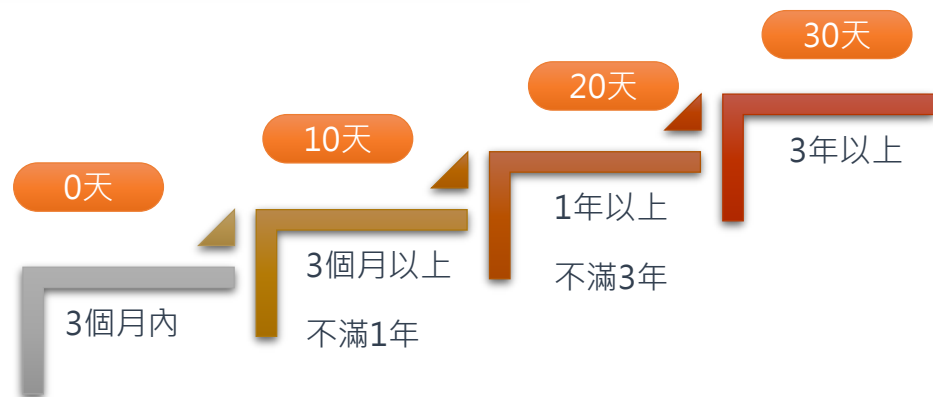 0天
3個月內
10天
3個月以上
不滿1年
20天
1年以上
不滿3年
30天
3年以上